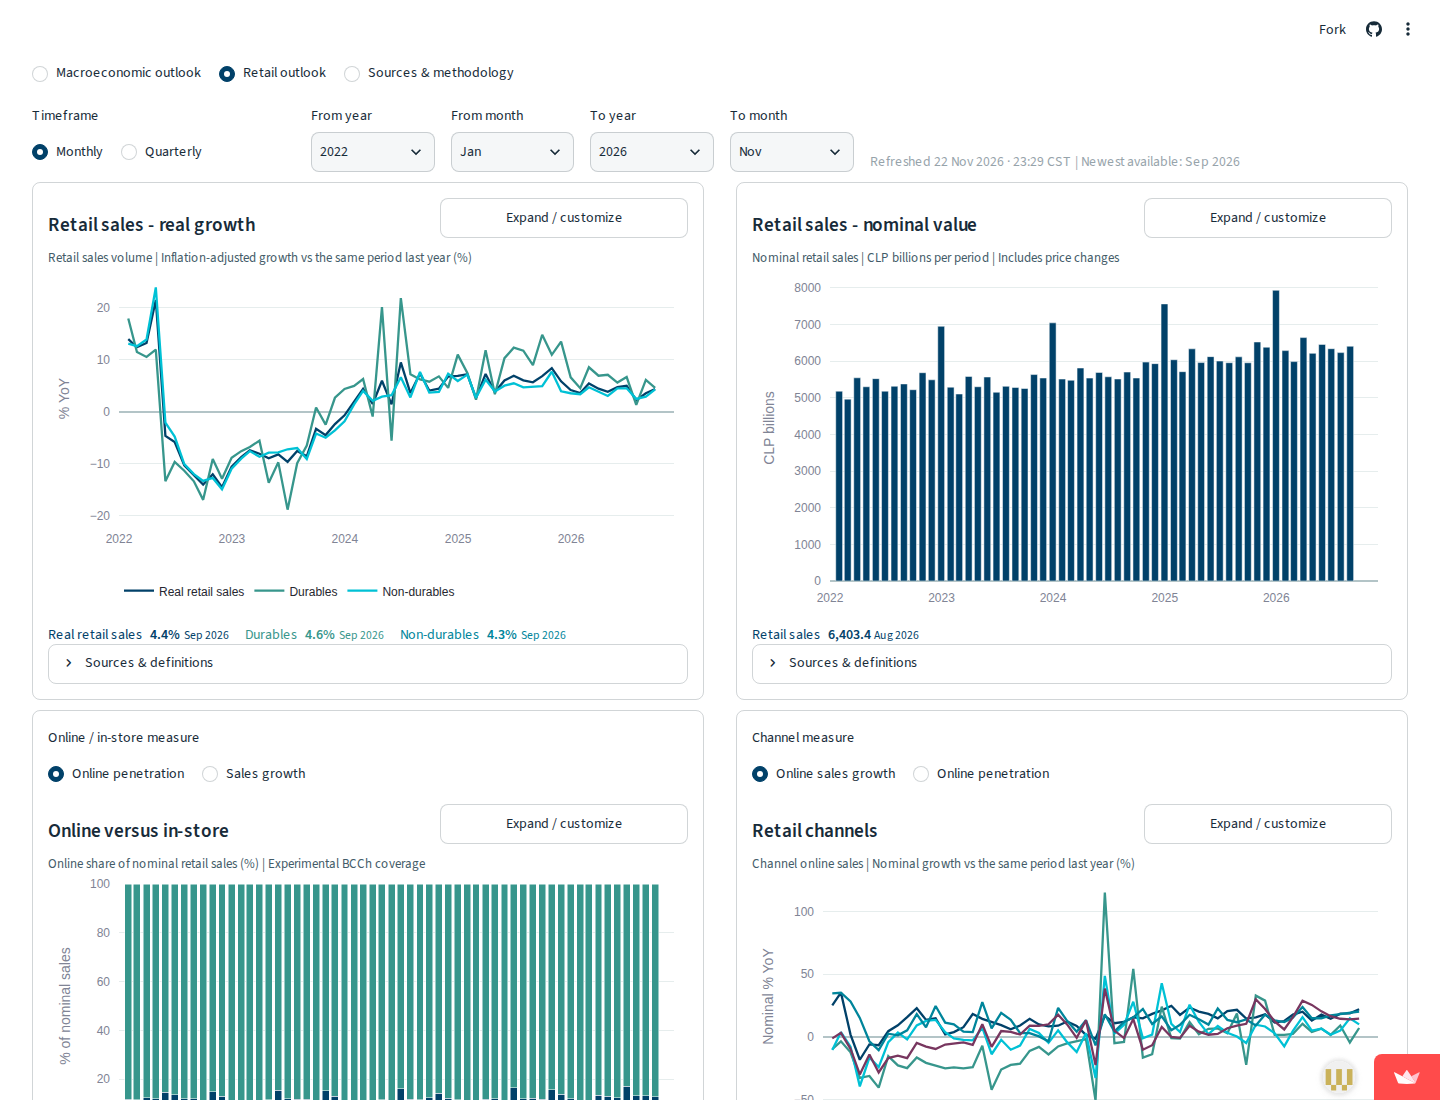 Fork
Macroeconomic outlook Retail outlook Sources & methodology
Timeframe From year From month To year To month
Monthly Quarterly 2022 Jan 2026 Nov Refreshed 22 Nov 2026 · 23:29 CST | Newest available: Sep 2026
Retail sales - real growth Expand / customize
Retail sales volume | Inflation-adjusted growth vs the same period last year (%)
20
10
0
−10
−20
% YoY
2022 2023 2024 2025 2026
Real retail sales Durables Non-durables
Real retail sales 4.4% Sep 2026 Durables 4.6% Sep 2026 Non-durables 4.3% Sep 2026
Sources & definitions
Retail sales - nominal value Expand / customize
Nominal retail sales | CLP billions per period | Includes price changes
8000
7000
6000
5000
4000
3000
2000
1000
0
CLP billions
2022 2023 2024 2025 2026
Retail sales 6,403.4 Aug 2026
Sources & definitions
Online / in-store measure
Online penetration Sales growth
Online versus in-store Expand / customize
Online share of nominal retail sales (%) | Experimental BCCh coverage
100
80
60
40
20
% of nominal sales
Channel measure
Online sales growth Online penetration
Retail channels Expand / customize
Channel online sales | Nominal growth vs the same period last year (%)
100
50
0
−50
Nominal % YoY